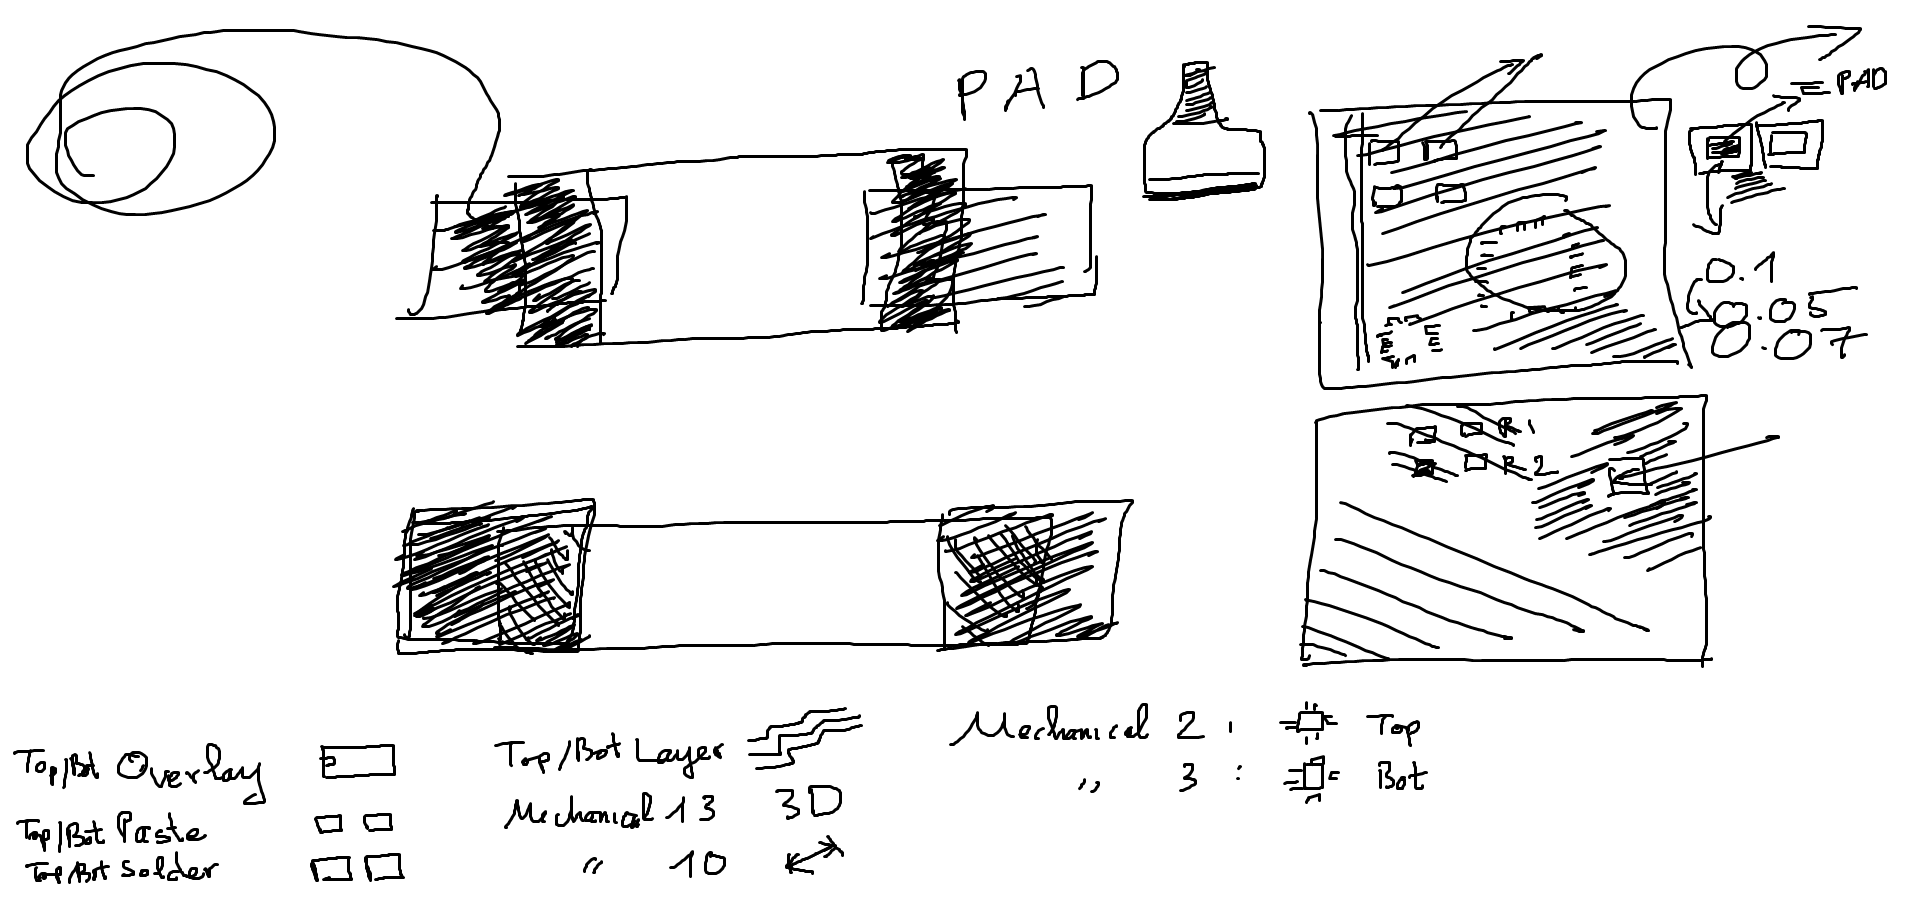 PAD
= PAD
0.1
0.05
0.07
R1
R2
Top/Bot Overlay
Top/Bot Paste
Top/Bot Solder
Top/Bot Layer
Mechanical 13 3D
〃 10
Mechanical 2 : Top
〃 3 : Bot